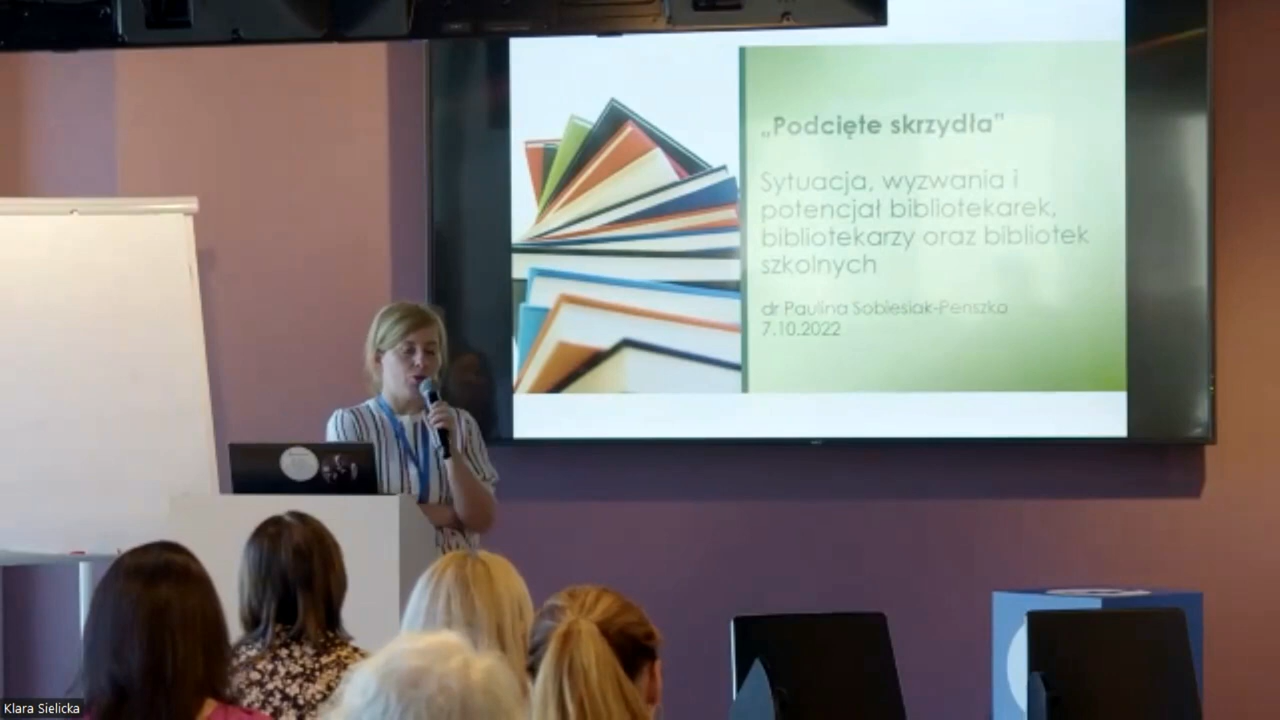 „Podcięte skrzydła"
Sytuacja, wyzwania i
potencjał bibliotekarek,
bibliotekarzy oraz bibliotek
szkolnych
dr Paulina Sobiesiak-Penszko
7.10.2022
Klara Sielicka